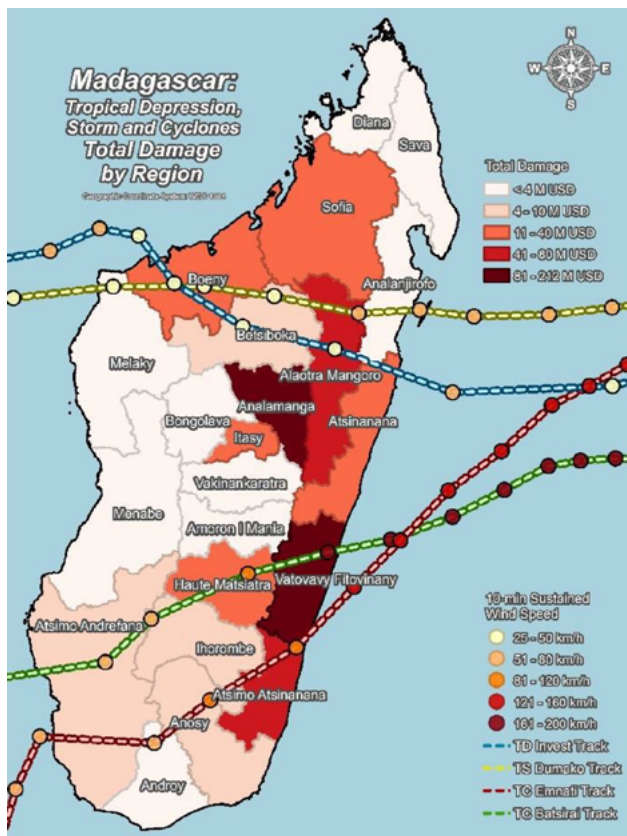 Madagascar:
Tropical Depression,
Storm and Cyclones
Total Damage
by Region
N
W E
S
Diana
Sava
Total Damage
< 4 M USD
4 - 10 M USD
11 - 40 M USD
41 - 80 M USD
81 - 212 M USD
Sofia
Analanjirofo
Boeny
Betsiboka
Melaky
Alaotra Mangoro
Analamanga
Bongolava
Atsinanana
Itasy
Vakinankaratra
Menabe
Amoron I Mania
Haute Matsiatra
Vatovavy Fitovinany
Atsimo Andrefana
Ihorombe
Atsimo Atsinanana
Anosy
Androy
Sustained
Wind Speed
25 - 50 km/h
51 - 80 km/h
81 - 120 km/h
121 - 160 km/h
161 - 200 km/h
TD Invest Track
TS Dumako Track
TC Emnati Track
TC Batsirai Track